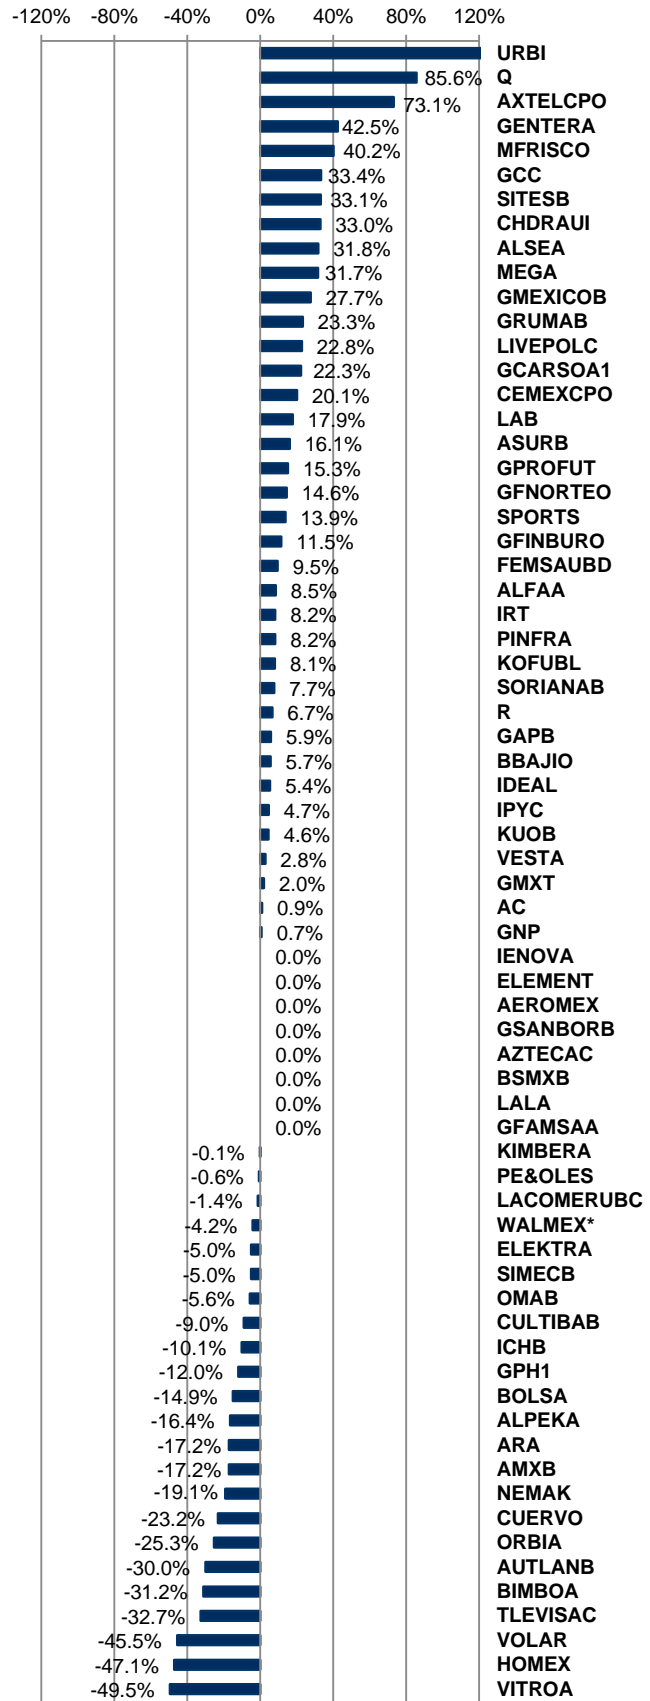 -120% -80% -40% 0% 40% 80% 120%
URBI
85.6% Q
73.1% AXTELCPO
42.5% GENTERA
40.2% MFRISCO
33.4% GCC
33.1% SITESB
33.0% CHDRAUI
31.8% ALSEA
31.7% MEGA
27.7% GMEXICOB
23.3% GRUMAB
22.8% LIVEPOLC
22.3% GCARSOA1
20.1% CEMEXCPO
17.9% LAB
16.1% ASURB
15.3% GPROFUT
14.6% GFNORTEO
13.9% SPORTS
11.5% GFINBURO
9.5% FEMSAUBD
8.5% ALFAA
8.2% IRT
8.2% PINFRA
8.1% KOFUBL
7.7% SORIANAB
6.7% R
5.9% GAPB
5.7% BBAJIO
5.4% IDEAL
4.7% IPYC
4.6% KUOB
2.8% VESTA
2.0% GMXT
0.9% AC
0.7% GNP
0.0% IENOVA
0.0% ELEMENT
0.0% AEROMEX
0.0% GSANBORB
0.0% AZTECAC
0.0% BSMXB
0.0% LALA
0.0% GFAMSAA
-0.1% KIMBERA
-0.6% PE&OLES
-1.4% LACOMERUBC
-4.2% WALMEX*
-5.0% ELEKTRA
-5.0% SIMECB
-5.6% OMAB
-9.0% CULTIBAB
-10.1% ICHB
-12.0% GPH1
-14.9% BOLSA
-16.4% ALPEKA
-17.2% ARA
-17.2% AMXB
-19.1% NEMAK
-23.2% CUERVO
-25.3% ORBIA
-30.0% AUTLANB
-31.2% BIMBOA
-32.7% TLEVISAC
-45.5% VOLAR
-47.1% HOMEX
-49.5% VITROA